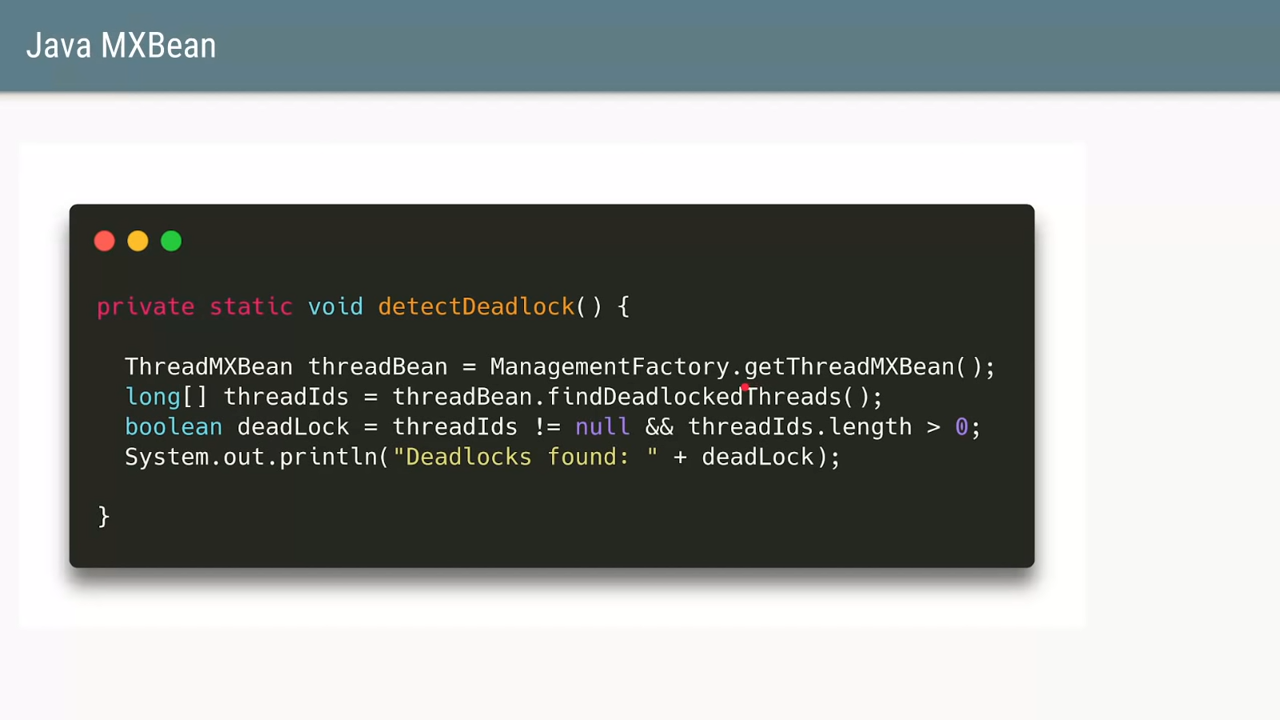 Java MXBean
private static void detectDeadlock() {
ThreadMXBean threadBean = ManagementFactory.getThreadMXBean();
long[] threadIds = threadBean.findDeadlockedThreads();
boolean deadLock = threadIds != null && threadIds.length > 0;
System.out.println("Deadlocks found: " + deadLock);
}